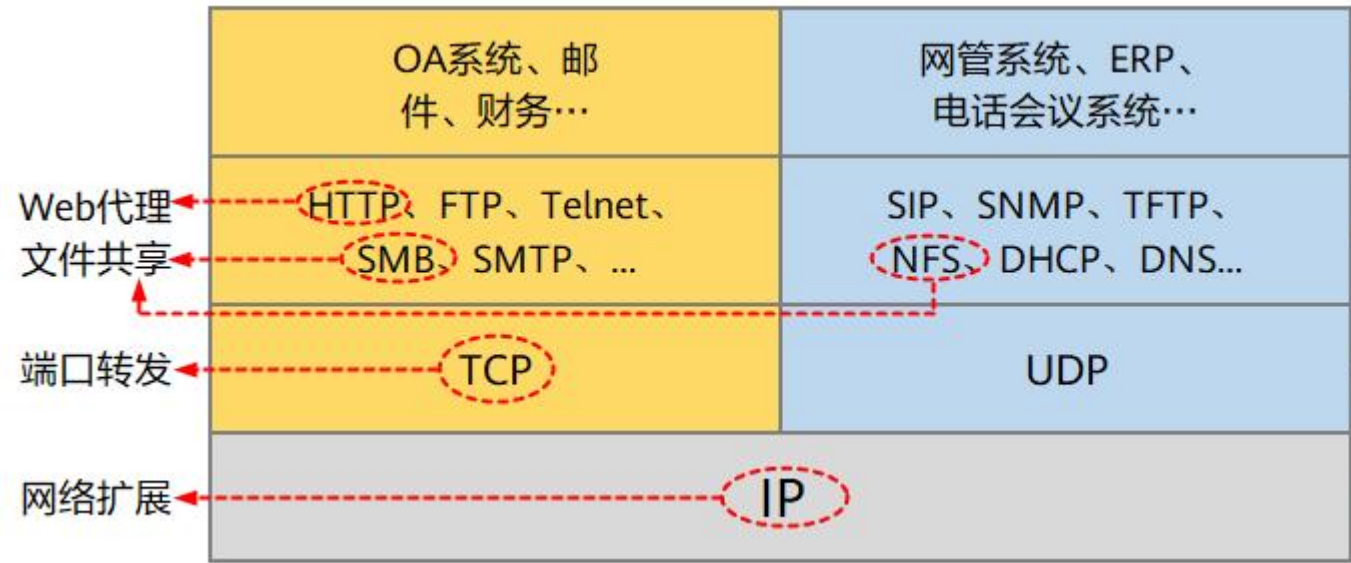 OA系统、邮
件、财务…
网管系统、ERP、
电话会议系统…
Web代理
HTTP、FTP、Telnet、
SIP、SNMP、TFTP、
文件共享
SMB、SMTP、...
NFS、DHCP、DNS...
端口转发
TCP
UDP
网络扩展
IP